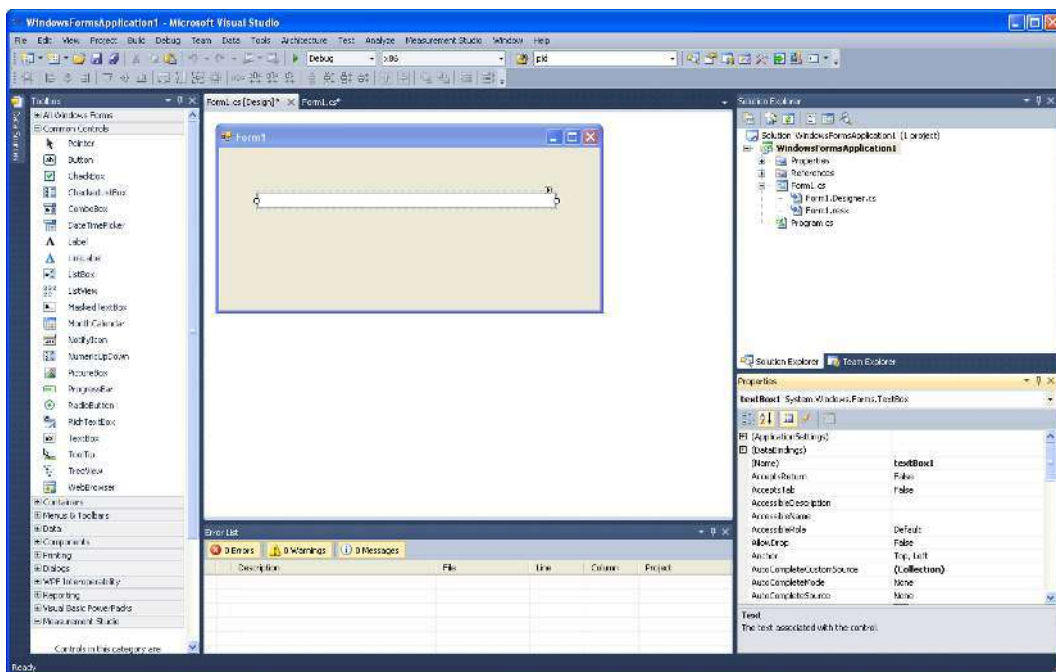 WindowsFormsApplication1 - Microsoft Visual Studio
File Edit View Project Build Debug Team Data Tools Architecture Test Analyze Measurement Studio Window Help
Debug x86 pid
Toolbox
All Windows Forms
Common Controls
Pointer
Button
CheckBox
CheckedListBox
ComboBox
DateTimePicker
Label
LinkLabel
ListBox
ListView
MaskedTextBox
MonthCalendar
NotifyIcon
NumericUpDown
PictureBox
ProgressBar
RadioButton
RichTextBox
TextBox
ToolTip
TreeView
WebBrowser
Containers
Menus & Toolbars
Data
Components
Printing
Dialogs
WPF Interoperability
Reporting
Visual Basic PowerPacks
Measurement Studio
Controls in this category are
Data Sources
Form1.cs [Design]* Form1.cs*
Form1
Error List
0 Errors 0 Warnings 0 Messages
Description File Line Column Project
Solution Explorer
Solution 'WindowsFormsApplication1' (1 project)
WindowsFormsApplication1
Properties
References
Form1.cs
Form1.Designer.cs
Form1.resx
Program.cs
Solution Explorer Team Explorer
Properties
textBox1 System.Windows.Forms.TextBox
(ApplicationSettings)
(DataBindings)
(Name) textBox1
AcceptsReturn False
AcceptsTab False
AccessibleDescription
AccessibleName
AccessibleRole Default
AllowDrop False
Anchor Top, Left
AutoCompleteCustomSource (Collection)
AutoCompleteMode None
AutoCompleteSource None
Text
The text associated with the control.
Ready